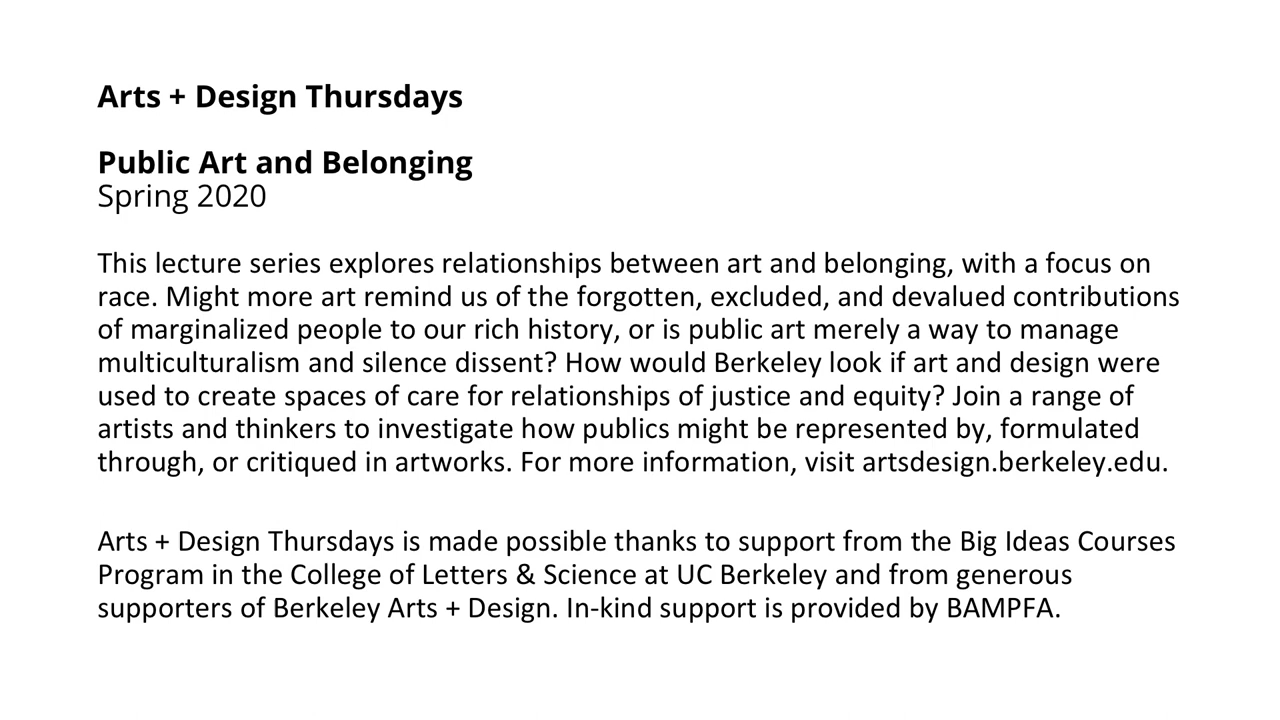 Arts + Design Thursdays
Public Art and Belonging
Spring 2020
This lecture series explores relationships between art and belonging, with a focus on
race. Might more art remind us of the forgotten, excluded, and devalued contributions
of marginalized people to our rich history, or is public art merely a way to manage
multiculturalism and silence dissent? How would Berkeley look if art and design were
used to create spaces of care for relationships of justice and equity? Join a range of
artists and thinkers to investigate how publics might be represented by, formulated
through, or critiqued in artworks. For more information, visit artsdesign.berkeley.edu.
Arts + Design Thursdays is made possible thanks to support from the Big Ideas Courses
Program in the College of Letters & Science at UC Berkeley and from generous
supporters of Berkeley Arts + Design. In-kind support is provided by BAMPFA.